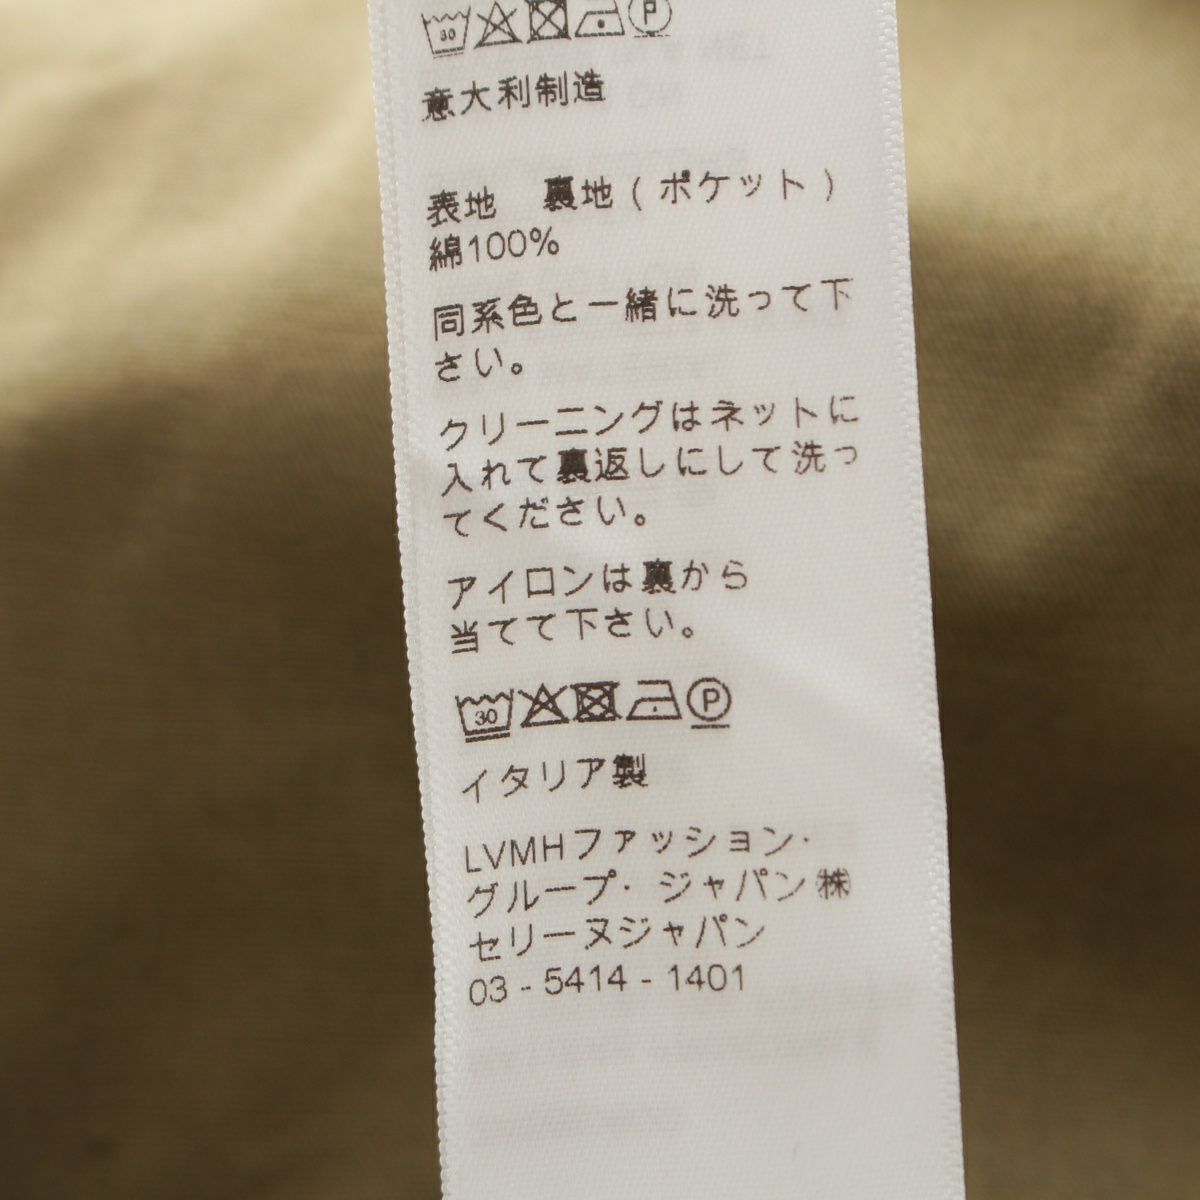 30 P
意大利制造
表地　裏地(ポケット)
綿100%
同系色と一緒に洗って下
さい。
クリーニングはネットに
入れて裏返しにして洗っ
てください。
アイロンは裏から
当てて下さい。
30 P
イタリア製
LVMHファッション·
グループ· ジャパン㊑
セリーヌジャパン
03 - 5414 - 1401